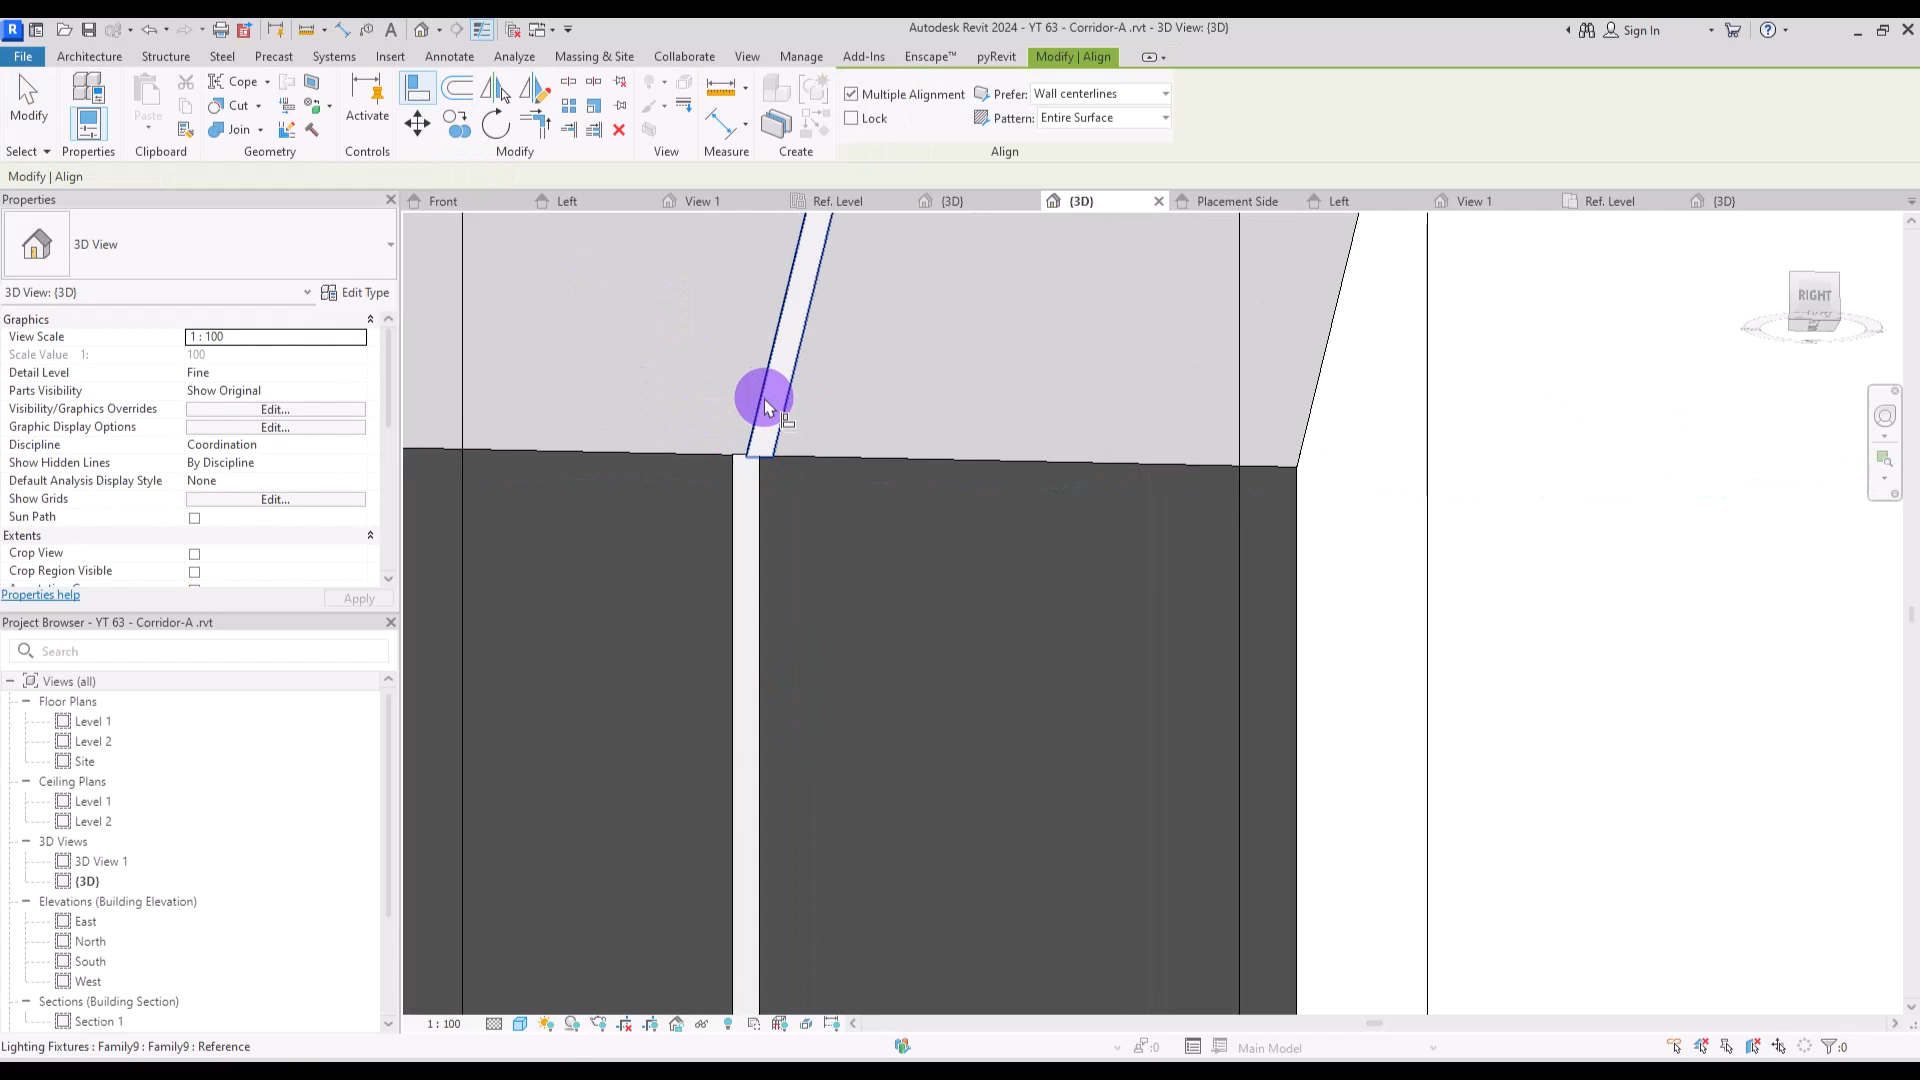 Autodesk Revit 2024 - YT 63 - Corridor-A .rvt - 3D View: {3D}
Sign In
File Architecture Structure Steel Precast Systems Insert Annotate Analyze Massing & Site Collaborate View Manage Add-Ins Enscape™ pyRevit Modify | Align
Cope
Cut
Join
Modify
Paste
Activate
Multiple Alignment
Lock
Prefer: Wall centerlines
Pattern: Entire Surface
Select Properties Clipboard Geometry Controls Modify View Measure Create Align
Modify | Align
Properties
Front Left View 1 Ref. Level {3D} {3D} Placement Side Left View 1 Ref. Level {3D}
3D View
3D View: {3D} Edit Type
Graphics
View Scale 1 : 100
Scale Value 1: 100
Detail Level Fine
Parts Visibility Show Original
Visibility/Graphics Overrides Edit...
Graphic Display Options Edit...
Discipline Coordination
Show Hidden Lines By Discipline
Default Analysis Display Style None
Show Grids Edit...
Sun Path
Extents
Crop View
Crop Region Visible
Properties help Apply
RIGHT
Project Browser - YT 63 - Corridor-A .rvt
Search
Views (all)
Floor Plans
Level 1
Level 2
Site
Ceiling Plans
Level 1
Level 2
3D Views
3D View 1
{3D}
Elevations (Building Elevation)
East
North
South
West
Sections (Building Section)
Section 1
1 : 100
Lighting Fixtures : Family9 : Family9 : Reference
:0
Main Model
:0